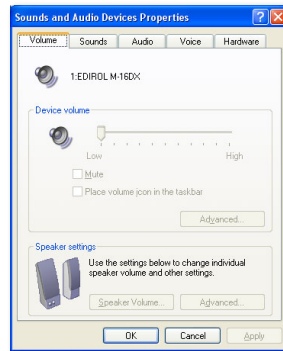 Sounds and Audio Devices Properties
Volume Sounds Audio Voice Hardware
1:EDIROL M-16DX
Device volume
Low High
Mute
Place volume icon in the taskbar
Advanced...
Speaker settings
Use the settings below to change individual
speaker volume and other settings.
Speaker Volume... Advanced...
OK Cancel Apply